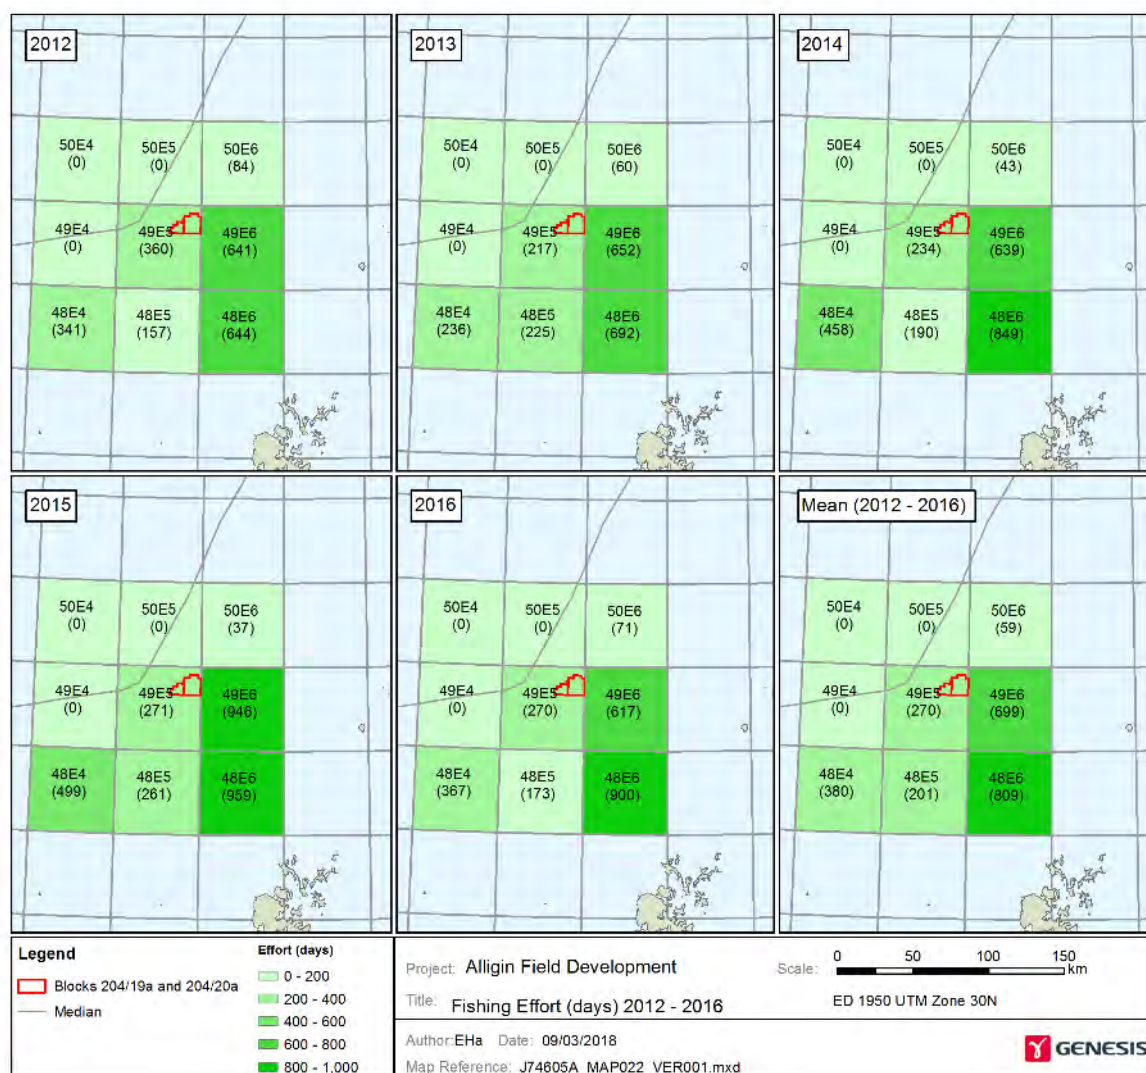 2012
50E4
(0)
50E5
(0)
50E6
(84)
49E4
(0)
49E5
(360)
49E6
(641)
48E4
(341)
48E5
(157)
48E6
(644)
2013
50E4
(0)
50E5
(0)
50E6
(60)
49E4
(0)
49E5
(217)
49E6
(652)
48E4
(236)
48E5
(225)
48E6
(692)
2014
50E4
(0)
50E5
(0)
50E6
(43)
49E4
(0)
49E5
(234)
49E6
(639)
48E4
(458)
48E5
(190)
48E6
(849)
2015
50E4
(0)
50E5
(0)
50E6
(37)
49E4
(0)
49E5
(271)
49E6
(946)
48E4
(499)
48E5
(261)
48E6
(959)
2016
50E4
(0)
50E5
(0)
50E6
(71)
49E4
(0)
49E5
(270)
49E6
(617)
48E4
(367)
48E5
(173)
48E6
(900)
Mean (2012 - 2016)
50E4
(0)
50E5
(0)
50E6
(59)
49E4
(0)
49E5
(270)
49E6
(699)
48E4
(380)
48E5
(201)
48E6
(809)
Legend
Blocks 204/19a and 204/20a
Median
Effort (days)
0 - 200
200 - 400
400 - 600
600 - 800
800 - 1,000
Project: Alligin Field Development
Title: Fishing Effort (days) 2012 - 2016
Scale: 0 50 100 150 km
ED 1950 UTM Zone 30N
Author: EHa Date: 09/03/2018
Map Reference: J74605A_MAP022_VER001.mxd
GENESIS